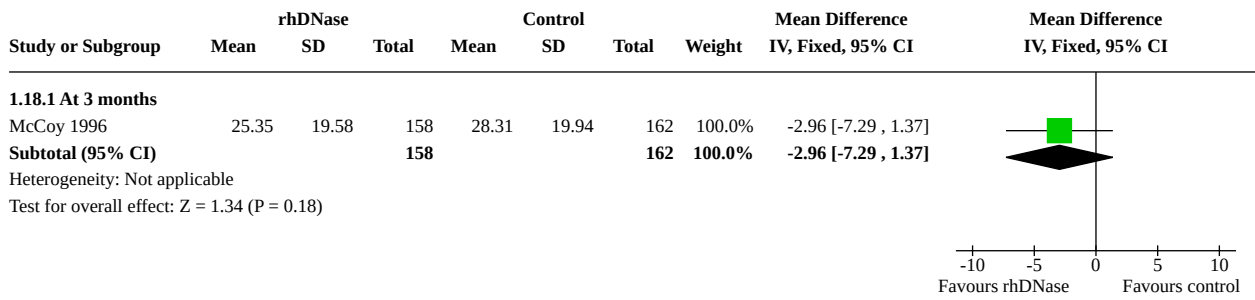 rhDNase Control Mean Difference Mean Difference
Study or Subgroup Mean SD Total Mean SD Total Weight IV, Fixed, 95% CI IV, Fixed, 95% CI
1.18.1 At 3 months
McCoy 1996 25.35 19.58 158 28.31 19.94 162 100.0% -2.96 [-7.29 , 1.37]
Subtotal (95% CI) 158 162 100.0% -2.96 [-7.29 , 1.37]
Heterogeneity: Not applicable
Test for overall effect: Z = 1.34 (P = 0.18)
-10 -5 0 5 10
Favours rhDNase Favours control